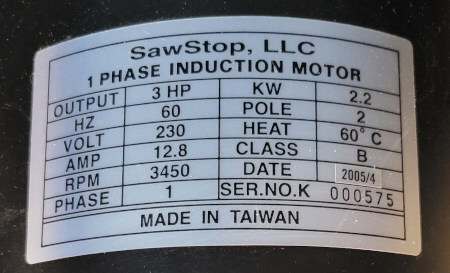 SawStop, LLC
1 PHASE INDUCTION MOTOR
OUTPUT 3 HP KW 2.2
HZ 60 POLE 2
VOLT 230 HEAT 60°C
AMP 12.8 CLASS B
RPM 3450 DATE 2005/4
PHASE 1 SER.NO.K 000575
MADE IN TAIWAN